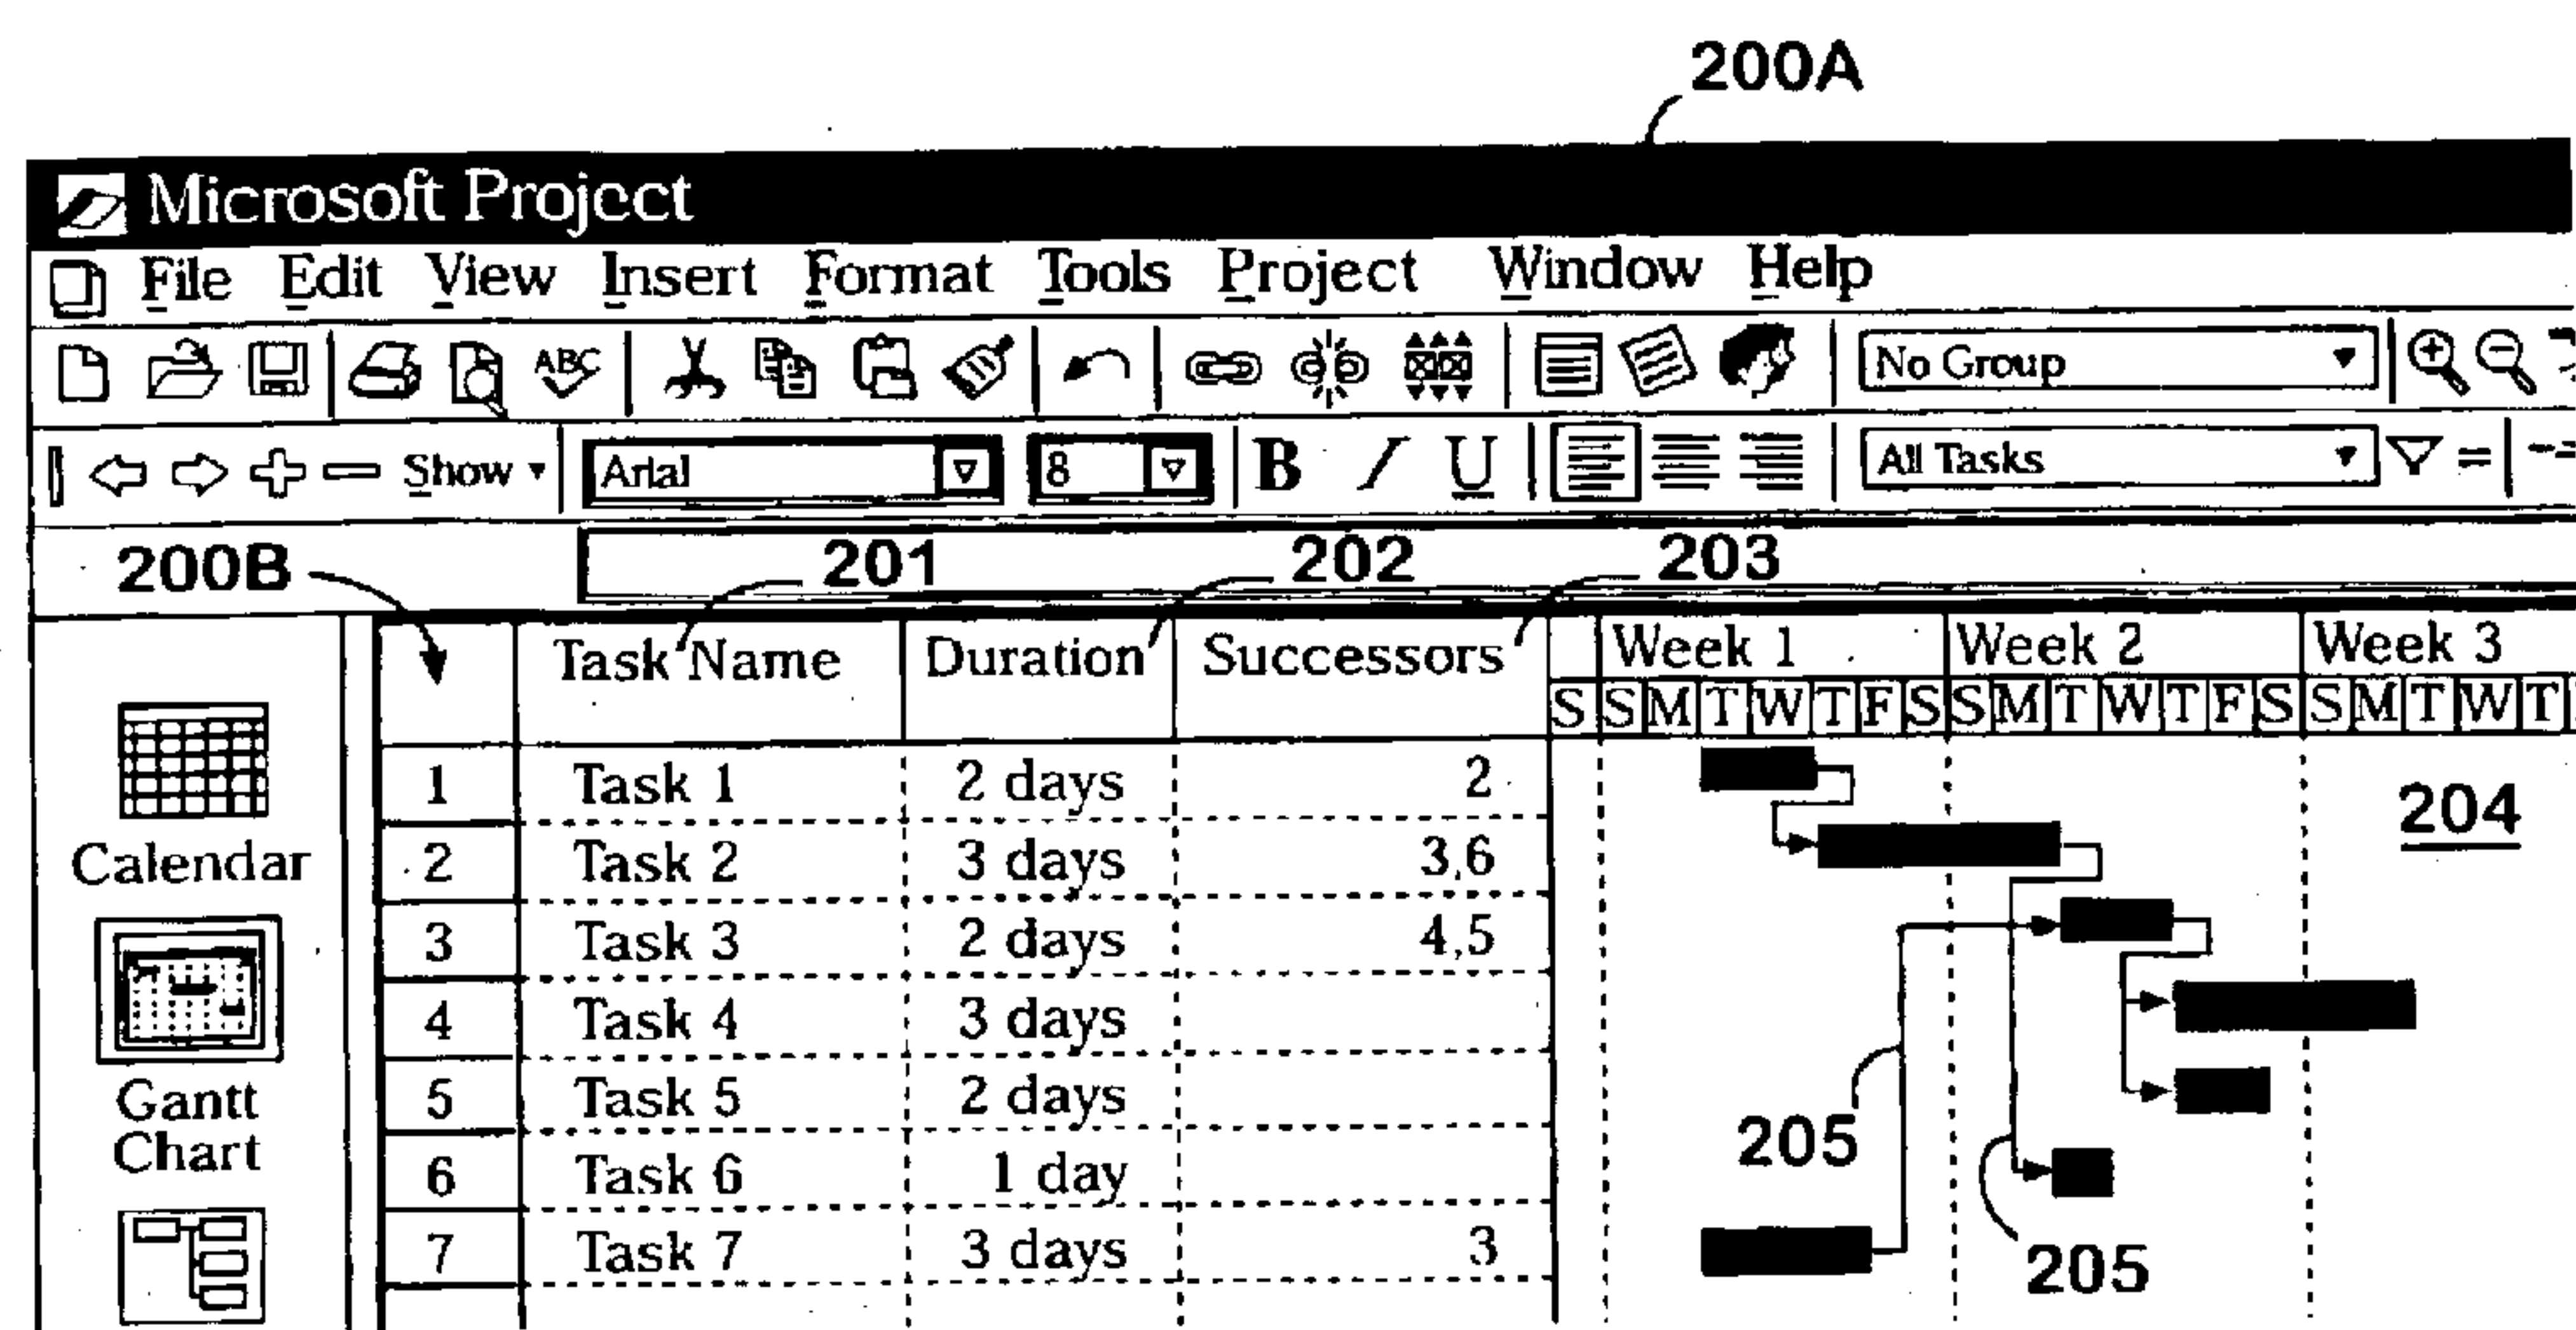 200A
Microsoft Project
File Edit View Insert Format Tools Project Window Help
ABC No Group
Show Arial 8 B I U All Tasks
200B 201 202 203
Task Name Duration Successors Week 1 Week 2 Week 3
S S M T W T F S S M T W T F S S M T W T
1 Task 1 2 days 2
204
Calendar
2 Task 2 3 days 3,6
3 Task 3 2 days 4,5
4 Task 4 3 days
Gantt
Chart
5 Task 5 2 days
205
6 Task 6 1 day
7 Task 7 3 days 3
205